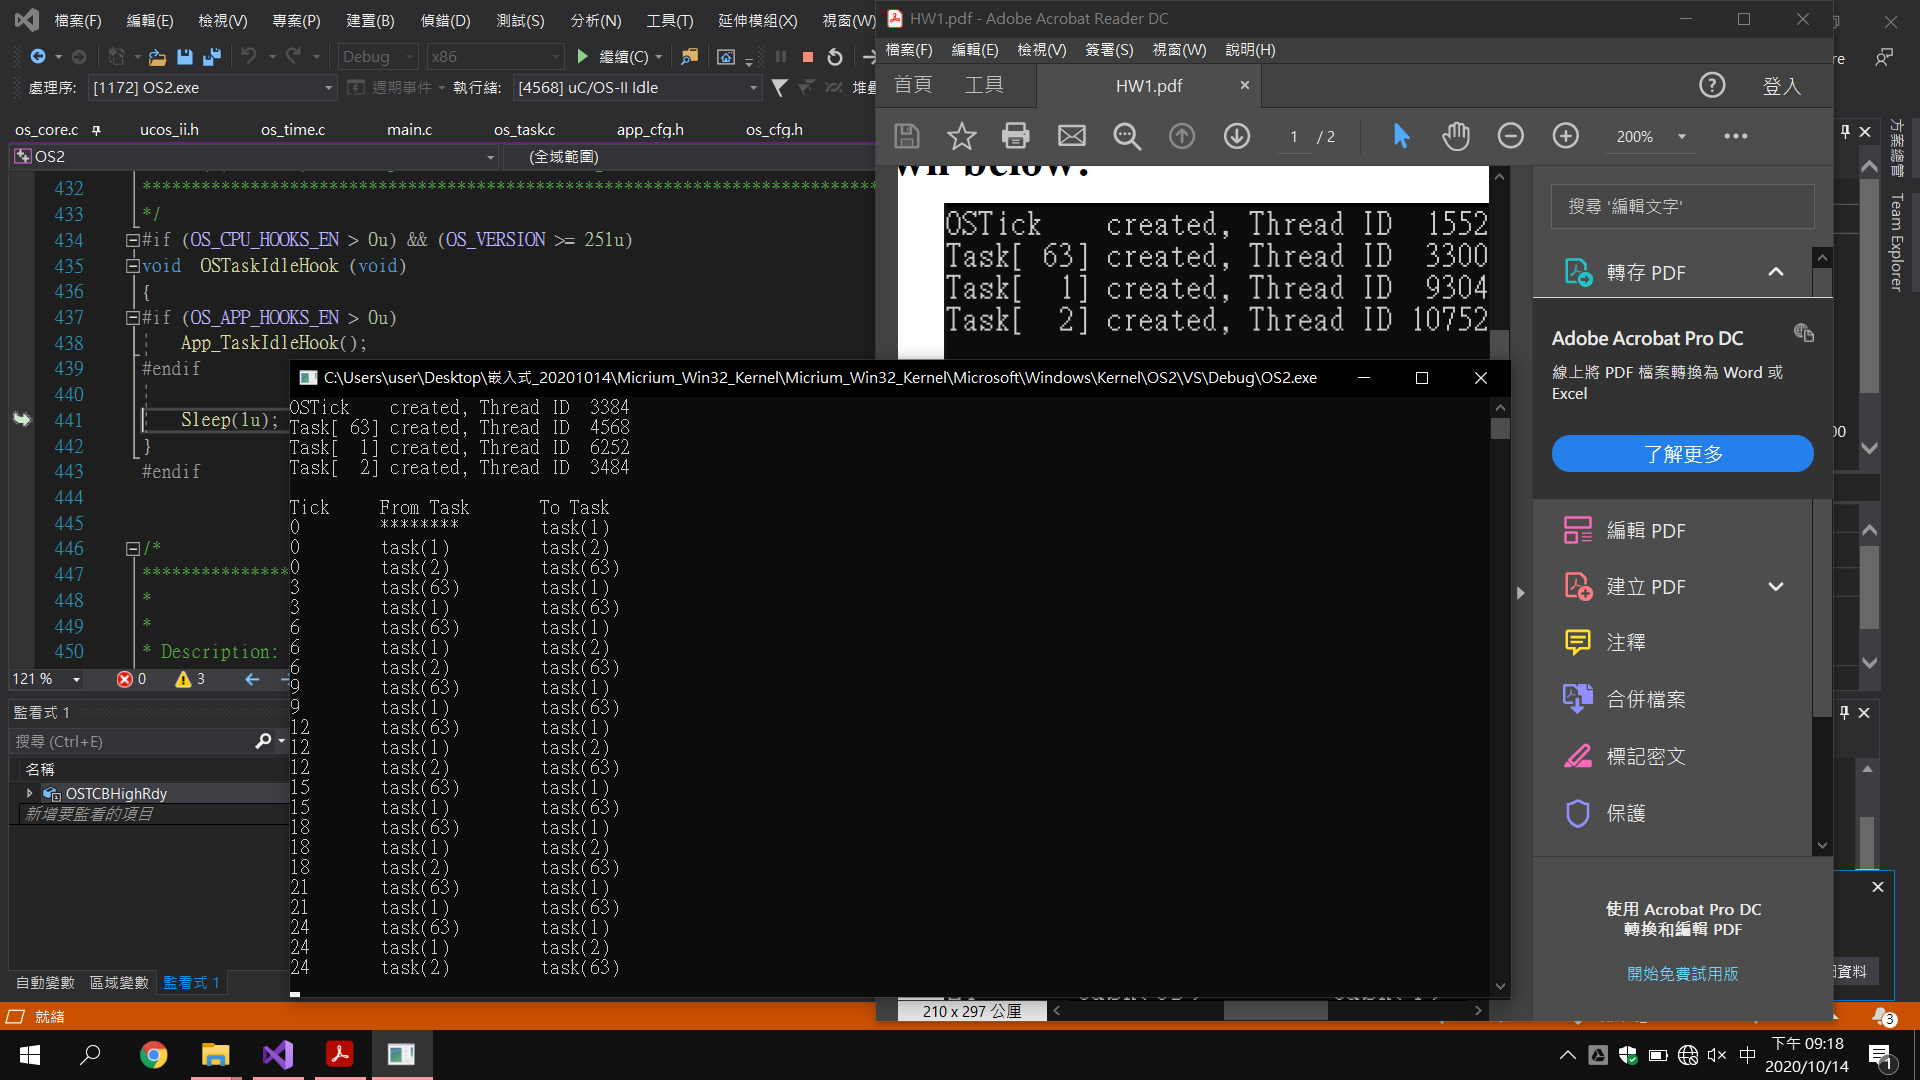 檔案(F) 編輯(E) 檢視(V) 專案(P) 建置(B) 偵錯(D) 測試(S) 分析(N) 工具(T) 延伸模組(X) 視窗(W)
Debug x86 繼續(C)
處理序: [1172] OS2.exe 週期事件 執行緒: [4568] uC/OS-II Idle
os_core.c ucos_ii.h os_time.c main.c os_task.c app_cfg.h os_cfg.h
OS2 (全域範圍)
432 ***************************************************************************
433 */
434 #if (OS_CPU_HOOKS_EN > 0u) && (OS_VERSION >= 251u)
435 void OSTaskIdleHook (void)
436 {
437 #if (OS_APP_HOOKS_EN > 0u)
438 App_TaskIdleHook();
439 #endif
440
441 Sleep(1u);
442 }
443 #endif
444
445
446 /*
447 ***************
448 *
449 *
450 * Description:
121 % 0 3
監看式 1
搜尋 (Ctrl+E)
名稱
OSTCBHighRdy
新增要監看的項目
自動變數 區域變數 監看式 1
就緒
HW1.pdf - Adobe Acrobat Reader DC
檔案(F) 編輯(E) 檢視(V) 簽署(S) 視窗(W) 說明(H)
首頁 工具 HW1.pdf 登入
1 / 2 200%
below:
OSTick created, Thread ID 1552
Task[ 63] created, Thread ID 3300
Task[ 1] created, Thread ID 9304
Task[ 2] created, Thread ID 10752
C:\Users\user\Desktop\嵌入式_20201014\Micrium_Win32_Kernel\Micrium_Win32_Kernel\Microsoft\Windows\Kernel\OS2\VS\Debug\OS2.exe
OSTick created, Thread ID 3384
Task[ 63] created, Thread ID 4568
Task[ 1] created, Thread ID 6252
Task[ 2] created, Thread ID 3484
Tick From Task To Task
0 ******** task(1)
0 task(1) task(2)
0 task(2) task(63)
3 task(63) task(1)
3 task(1) task(63)
6 task(63) task(1)
6 task(1) task(2)
6 task(2) task(63)
9 task(63) task(1)
9 task(1) task(63)
12 task(63) task(1)
12 task(1) task(2)
12 task(2) task(63)
15 task(63) task(1)
15 task(1) task(63)
18 task(63) task(1)
18 task(1) task(2)
18 task(2) task(63)
21 task(63) task(1)
21 task(1) task(63)
24 task(63) task(1)
24 task(1) task(2)
24 task(2) task(63)
210 x 297 公厘
搜尋 '編輯文字'
轉存 PDF
Adobe Acrobat Pro DC
線上將 PDF 檔案轉換為 Word 或
Excel
了解更多
編輯 PDF
建立 PDF
注釋
合併檔案
標記密文
保護
使用 Acrobat Pro DC
轉換和編輯 PDF
開始免費試用版
方案總管
Team Explorer
資料
3
中
下午 09:18
2020/10/14
1